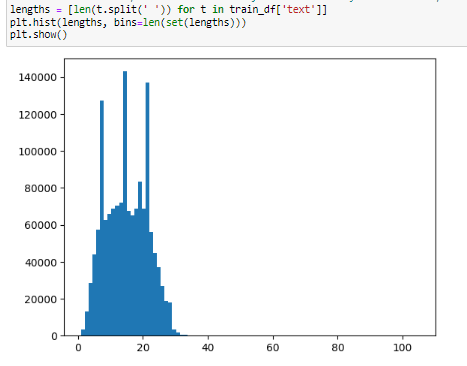 lengths = [len(t.split(' ')) for t in train_df['text']]
plt.hist(lengths, bins=len(set(lengths)))
plt.show()
140000
120000
100000
80000
60000
40000
20000
0
0 20 40 60 80 100